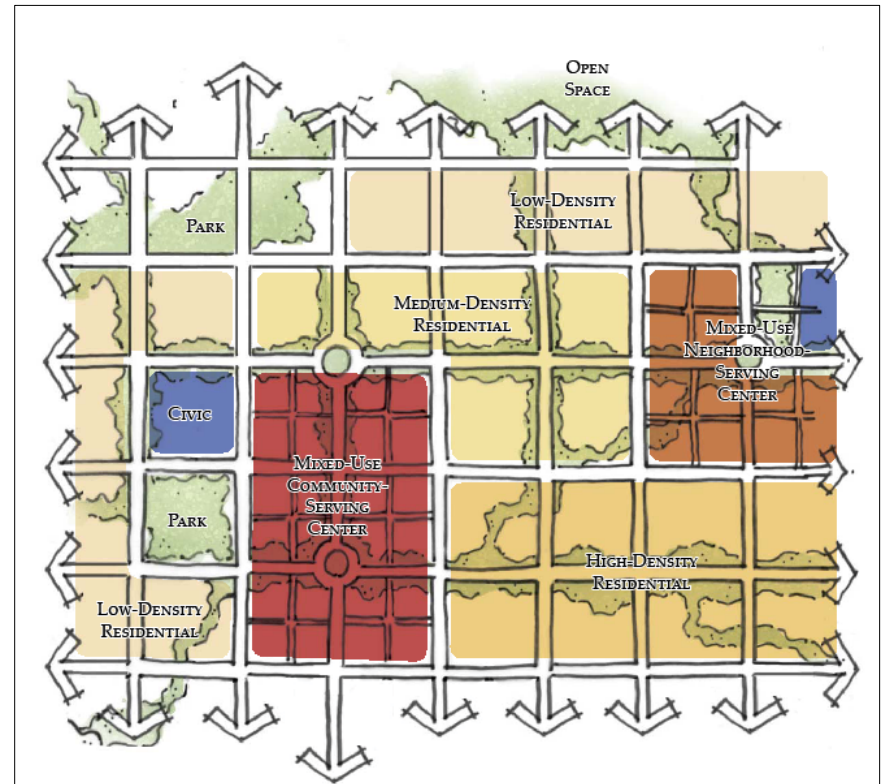 Open
Space
Low-Density
Residential
Park
Medium-Density
Residential
Mixed-Use
Neighborhood-
Serving
Center
Civic
Mixed-Use
Community-
Serving
Center
Park
High-Density
Residential
Low-Density
Residential